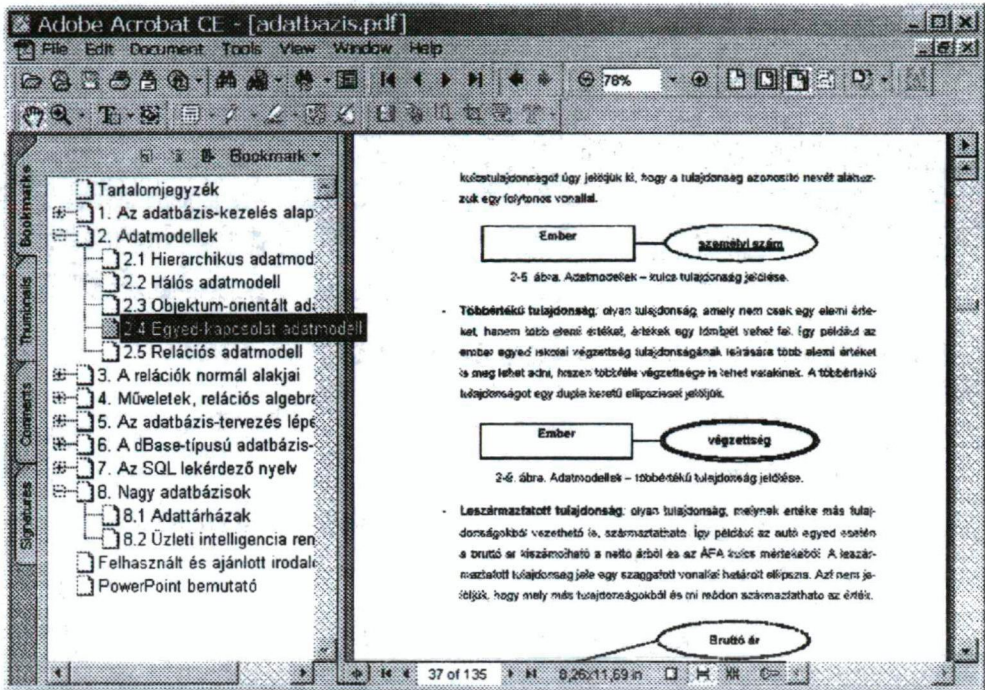 Adobe Acrobat CE - [adatbazis.pdf]
File Edit Document Tools View Window Help
78%
Bookmark
Bookmarks
Thumbnails
Comments
Signatures
Tartalomjegyzék
1. Az adatbázis-kezelés alap
2. Adatmodellek
2.1 Hierarchikus adatmod
2.2 Hálós adatmodell
2.3 Objektum-orientált ada
2.4 Egyed-kapcsolat adatmodell
2.5 Relációs adatmodell
3. A relációk normál alakjai
4. Műveletek, relációs algebra
5. Az adatbázis-tervezés lépé
6. A dBase-típusú adatbázis-
7. Az SQL lekérdező nyelv
8. Nagy adatbázisok
8.1 Adattárházak
8.2 Üzleti intelligencia ren
Felhasznált és ajánlott irodalo
PowerPoint bemutató
kulcstulajdonságot úgy jelöljük ki, hogy a tulajdonság azonosító nevét aláhúz-
zuk egy folytonos vonallal.
Ember
személyi szám
2-5. ábra. Adatmodellek – kulcs tulajdonság jelölése.
- Többértékű tulajdonság: olyan tulajdonság, amely nem csak egy elemi érté-
ket, hanem több elemi értéket, értékek egy tömbjét vehet fel. Így például az
ember egyed iskolai végzettség tulajdonságának leírására több elemi értéket
is meg lehet adni, hiszen többféle végzettsége is lehet valakinek. A többértékű
tulajdonságot egy dupla keretű ellipszissel jelöljük.
Ember
végzettség
2-6. ábra. Adatmodellek – többértékű tulajdonság jelölése.
- Leszármaztatott tulajdonság: olyan tulajdonság, melynek értéke más tulaj-
donságokból vezethető le, származtatható. Így például az autó egyed esetén
a bruttó ár kiszámolható a nettó árból és az ÁFA kulcs mértékéből. A leszár-
maztatott tulajdonság jele egy szaggatott vonallal határolt ellipszis. Azt nem je-
löljük, hogy mely más tulajdonságokból és mi módon származtatható az érték.
Bruttó ár
37 of 135
8,26x11,69 in